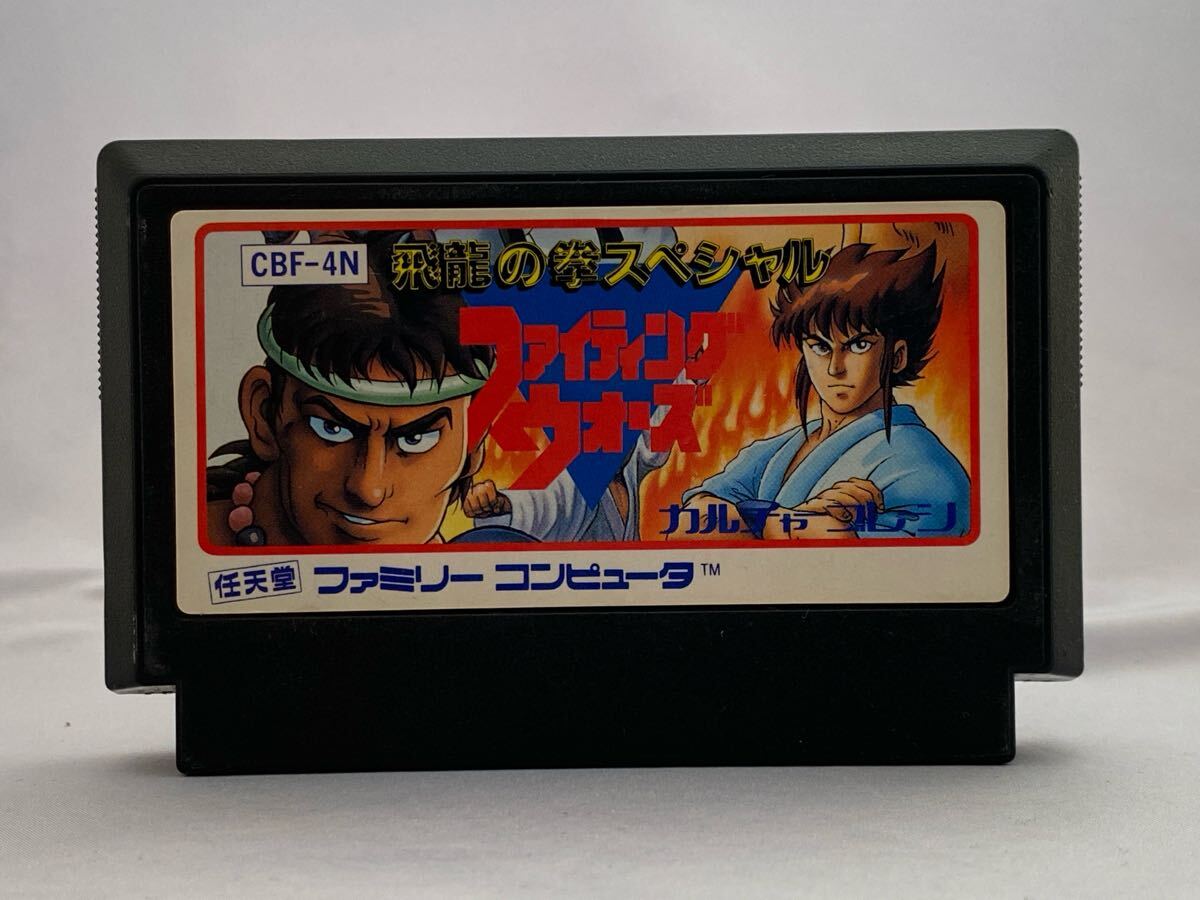 CBF-4N
飛龍の拳スペシャル
ファイティング
ウォーズ
カルチャーブレーン
任天堂 ファミリー コンピュータ™